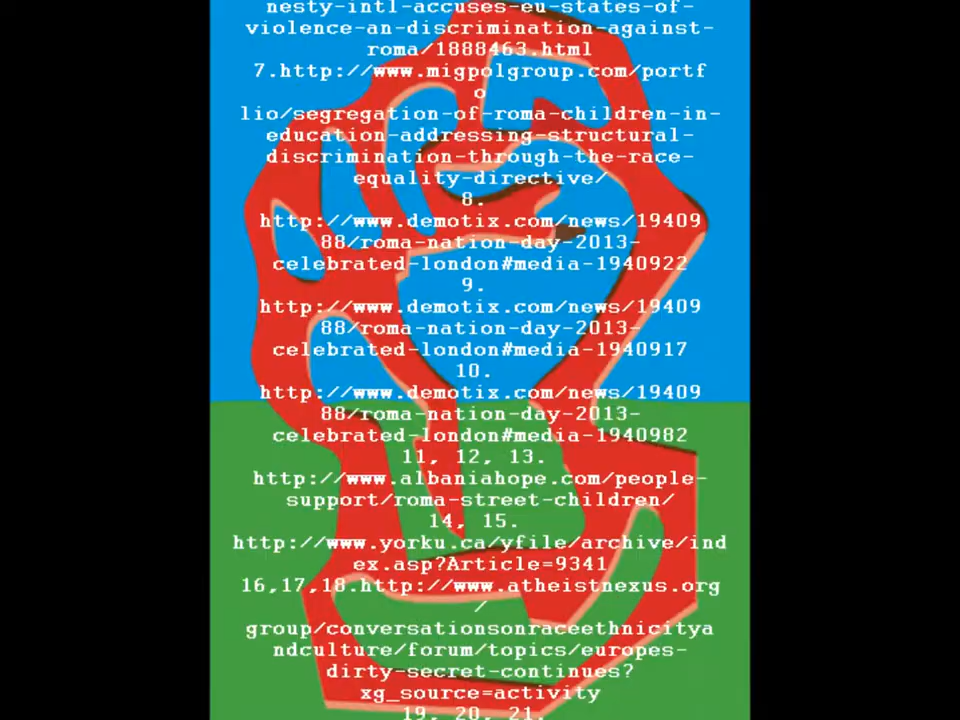 nesty-intl-accuses-eu-states-of-
violence-an-discrimination-against-
roma/1888463.html
7.http://www.migpolgroup.com/portf
o
lio/segregation-of-roma-children-in-
education-addressing-structural-
discrimination-through-the-race-
equality-directive/
8.
http://www.demotix.com/news/19409
88/roma-nation-day-2013-
celebrated-london#media-1940922
9.
http://www.demotix.com/news/19409
88/roma-nation-day-2013-
celebrated-london#media-1940917
10.
http://www.demotix.com/news/19409
88/roma-nation-day-2013-
celebrated-london#media-1940982
11, 12, 13.
http://www.albaniahope.com/people-
support/roma-street-children/
14, 15.
http://www.yorku.ca/yfile/archive/ind
ex.asp?Article=9341
16,17,18.http://www.atheistnexus.org
/
group/conversationsonraceethnicitya
ndculture/forum/topics/europes-
dirty-secret-continues?
xg_source=activity
19, 20, 21.